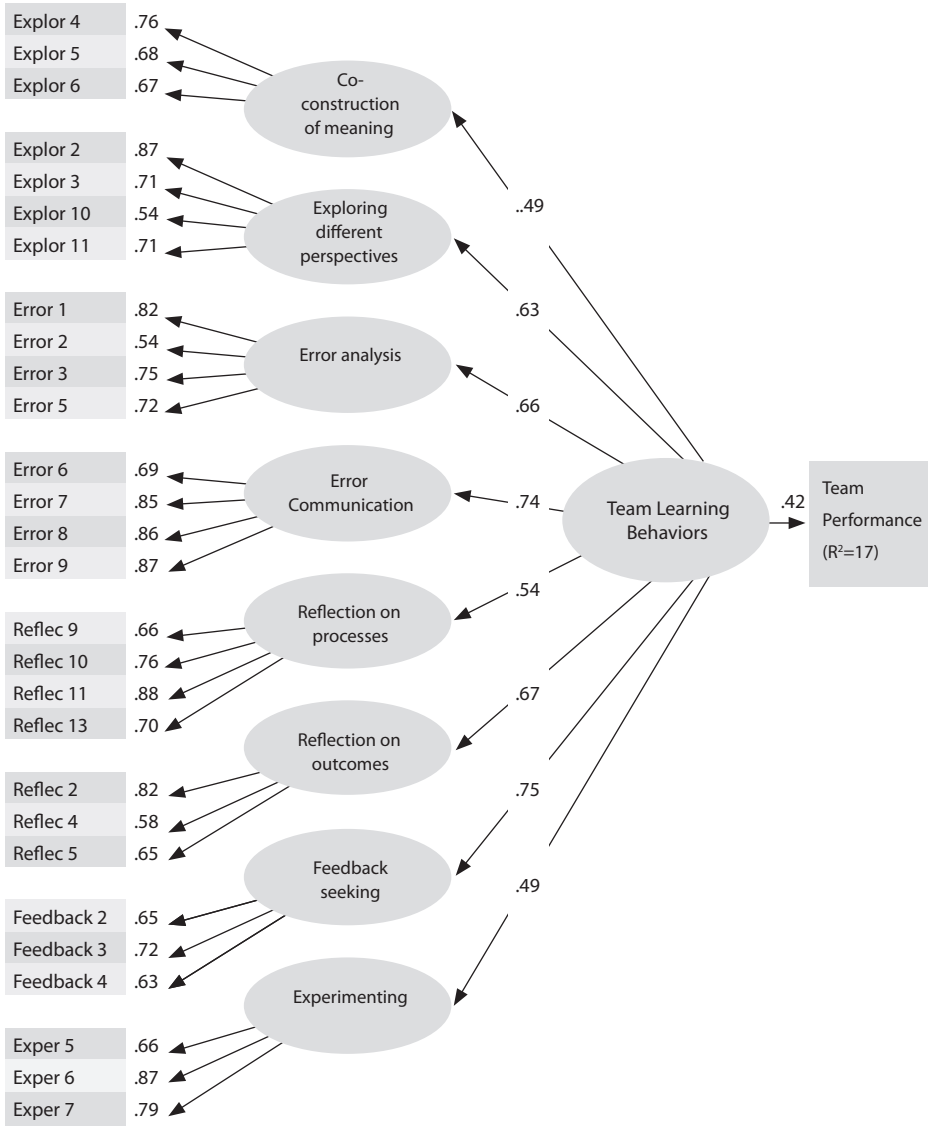 Explor 4 .76
Explor 5 .68
Explor 6 .67
Co-
construction
of meaning
Explor 2 .87
Explor 3 .71
Explor 10 .54
Explor 11 .71
Exploring
different
perspectives
..49
.63
Error 1 .82
Error 2 .54
Error 3 .75
Error 5 .72
Error analysis
.66
Error 6 .69
Error 7 .85
Error 8 .86
Error 9 .87
Error
Communication
.74
Team Learning
Behaviors
.42
Team
Performance
(R²=17)
.54
Reflec 9 .66
Reflec 10 .76
Reflec 11 .88
Reflec 13 .70
Reflection on
processes
.67
Reflec 2 .82
Reflec 4 .58
Reflec 5 .65
Reflection on
outcomes
.75
Feedback 2 .65
Feedback 3 .72
Feedback 4 .63
Feedback
seeking
.49
Exper 5 .66
Exper 6 .87
Exper 7 .79
Experimenting